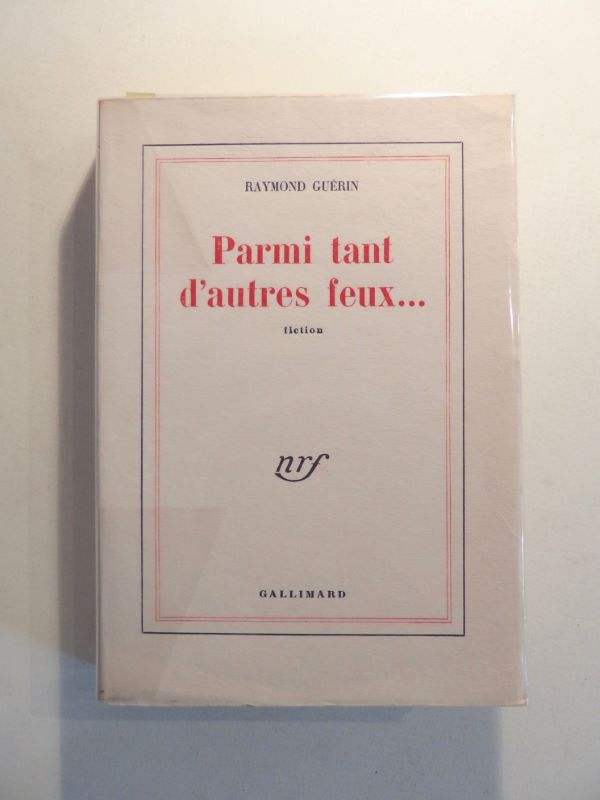 RAYMOND GUÉRIN
Parmi tant
d'autres feux...
fiction
nrf
GALLIMARD